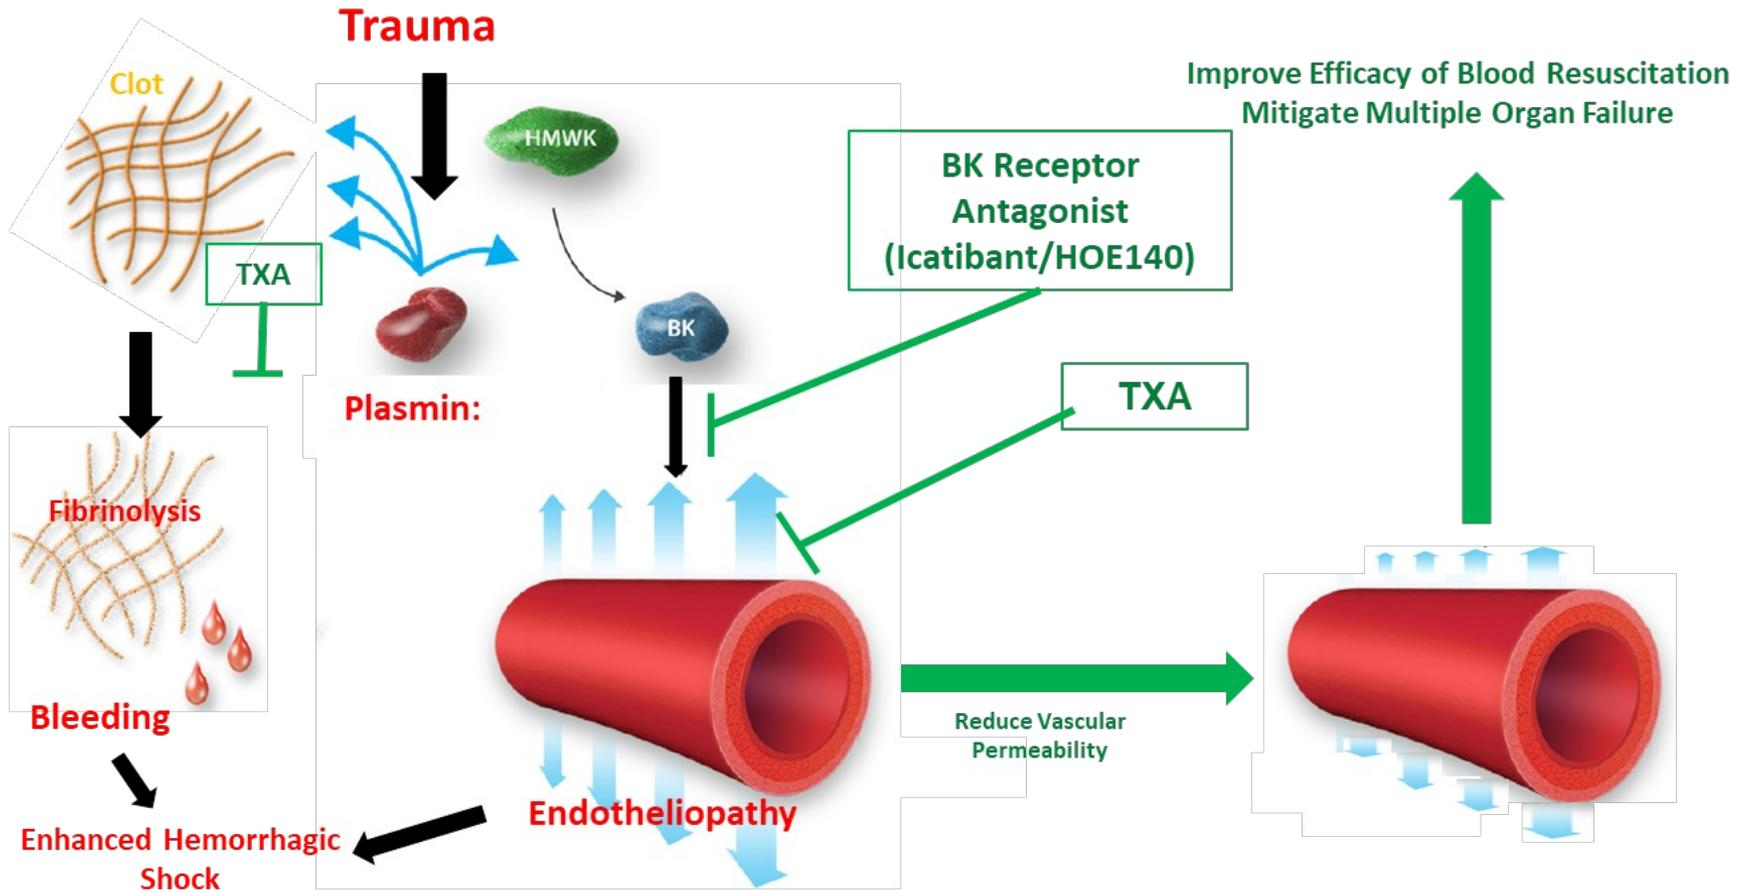 Trauma
Clot
HMWK
TXA
BK
Plasmin:
Fibrinolysis
Bleeding
Enhanced Hemorrhagic
Shock
Endotheliopathy
BK Receptor
Antagonist
(Icatibant/HOE140)
TXA
Reduce Vascular
Permeability
Improve Efficacy of Blood Resuscitation
Mitigate Multiple Organ Failure